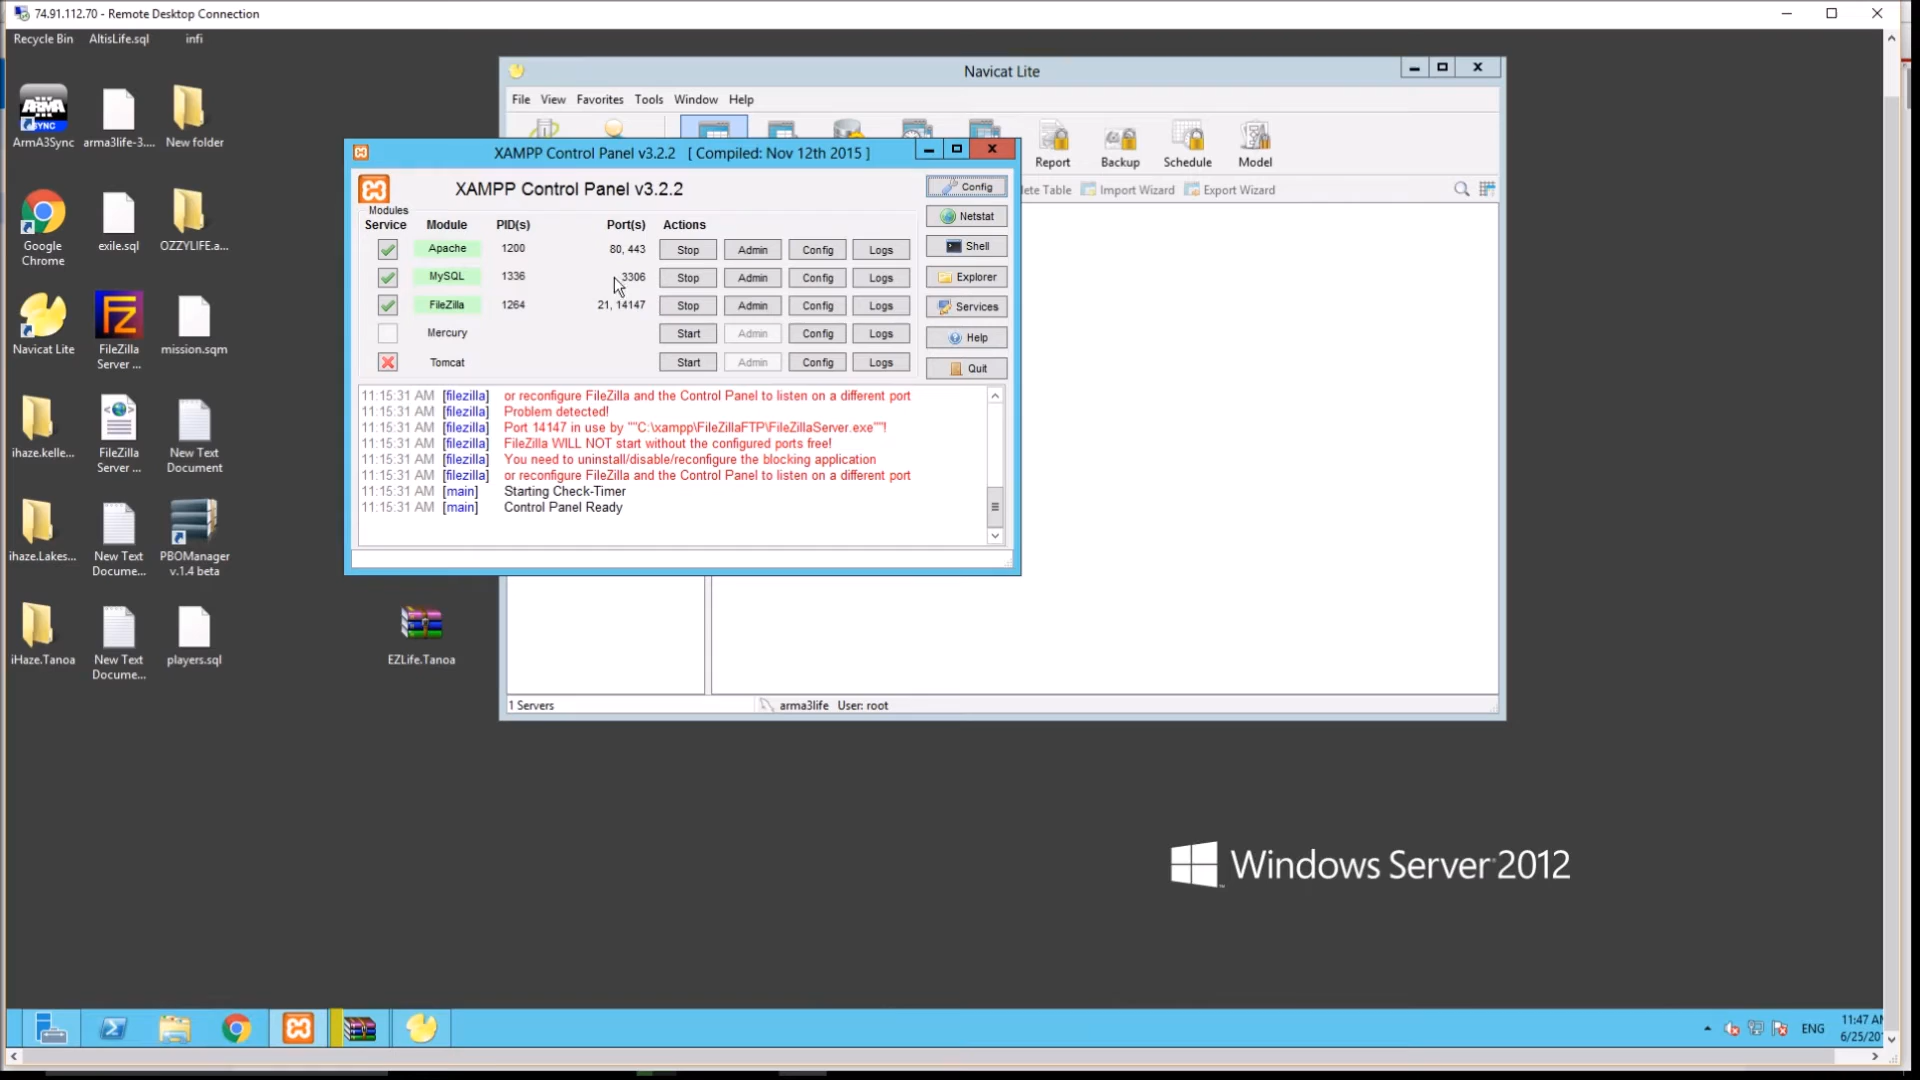 74.91.112.70 - Remote Desktop Connection
Recycle Bin
AltisLife.sql
infi
ArmA3Sync
arma3life-3....
New folder
Google Chrome
exile.sql
OZZYLIFE.a...
Navicat Lite
FileZilla Server ...
mission.sqm
ihaze.kelle...
FileZilla Server ...
New Text Document
ihaze.Lakes...
New Text Docume...
PBOManager v.1.4 beta
iHaze.Tanoa
New Text Docume...
players.sql
EZLife.Tanoa
Navicat Lite
File View Favorites Tools Window Help
Report Backup Schedule Model
lete Table Import Wizard Export Wizard
XAMPP Control Panel v3.2.2 [ Compiled: Nov 12th 2015 ]
XAMPP Control Panel v3.2.2
Modules
Service Module PID(s) Port(s) Actions
Apache 1200 80, 443 Stop Admin Config Logs
MySQL 1336 3306 Stop Admin Config Logs
FileZilla 1264 21, 14147 Stop Admin Config Logs
Mercury Start Admin Config Logs
Tomcat Start Admin Config Logs
Config
Netstat
Shell
Explorer
Services
Help
Quit
11:15:31 AM [filezilla] or reconfigure FileZilla and the Control Panel to listen on a different port
11:15:31 AM [filezilla] Problem detected!
11:15:31 AM [filezilla] Port 14147 in use by ""C:\xampp\FileZillaFTP\FileZillaServer.exe""!
11:15:31 AM [filezilla] FileZilla WILL NOT start without the configured ports free!
11:15:31 AM [filezilla] You need to uninstall/disable/reconfigure the blocking application
11:15:31 AM [filezilla] or reconfigure FileZilla and the Control Panel to listen on a different port
11:15:31 AM [main] Starting Check-Timer
11:15:31 AM [main] Control Panel Ready
1 Servers
arma3life User: root
Windows Server 2012
ENG
11:47 AM
6/25/20